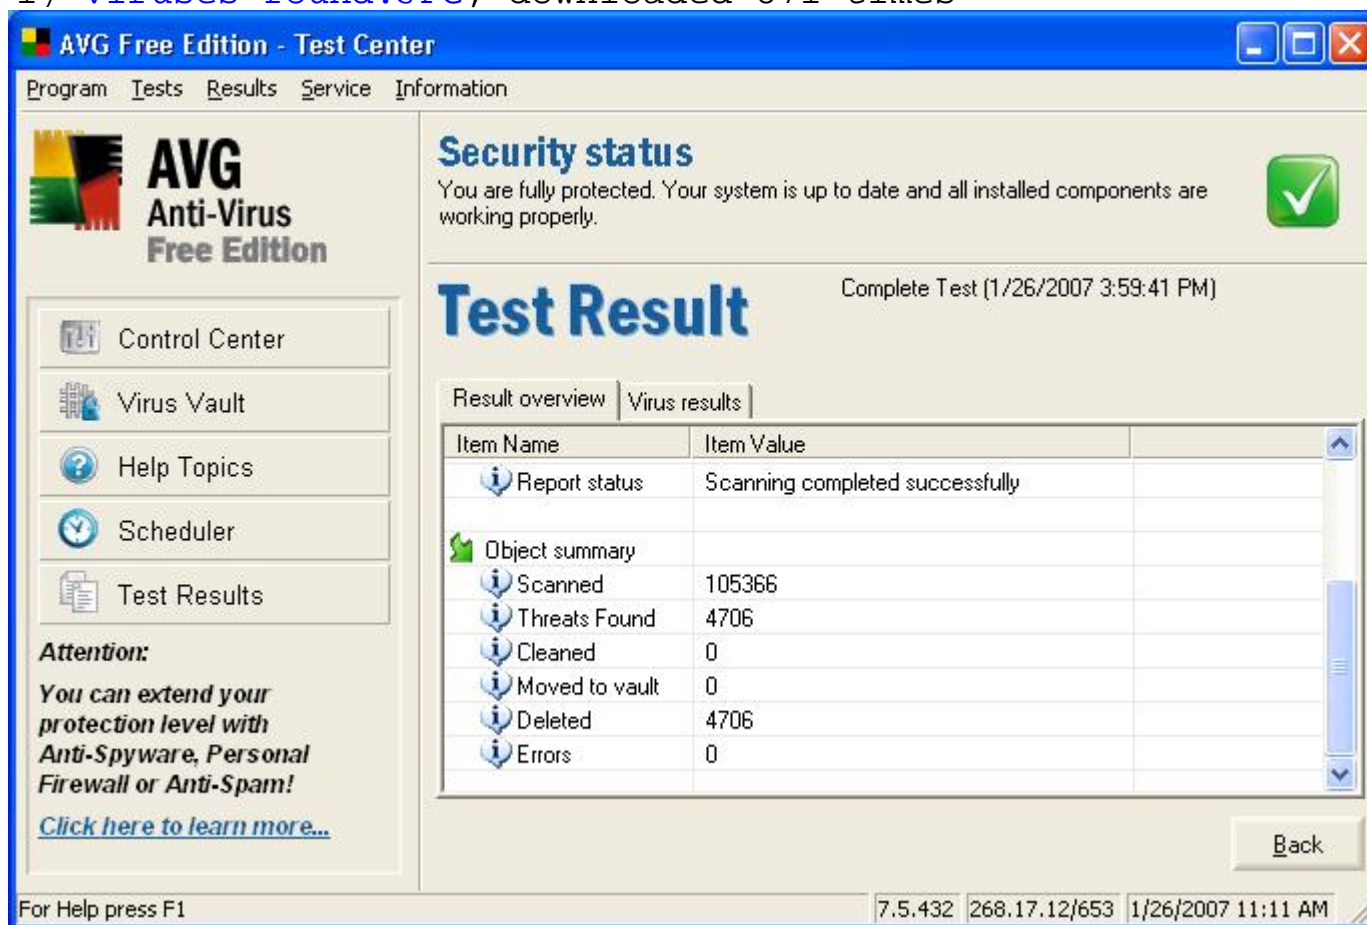 AVG Free Edition - Test Center
Program Tests Results Service Information
AVG
Anti-Virus
Free Edition
Control Center
Virus Vault
Help Topics
Scheduler
Test Results
Attention:
You can extend your
protection level with
Anti-Spyware, Personal
Firewall or Anti-Spam!
Click here to learn more...
Security status
You are fully protected. Your system is up to date and all installed components are
working properly.
Test Result
Complete Test (1/26/2007 3:59:41 PM)
Result overview Virus results
Item Name Item Value
Report status Scanning completed successfully
Object summary
Scanned 105366
Threats Found 4706
Cleaned 0
Moved to vault 0
Deleted 4706
Errors 0
Back
For Help press F1 7.5.432 268.17.12/653 1/26/2007 11:11 AM